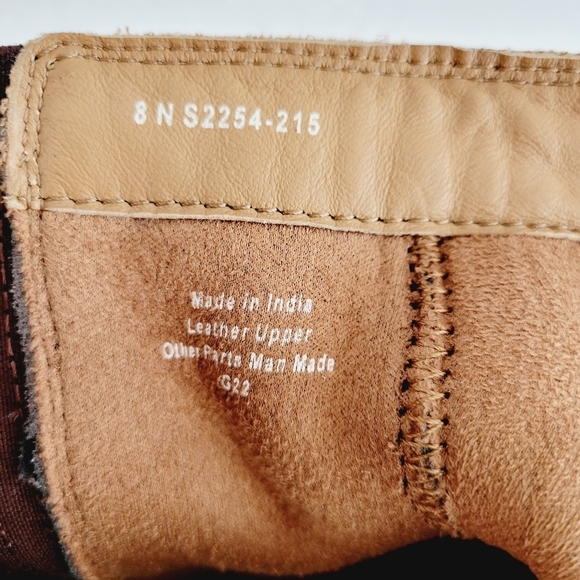 8 N S2254-215
Made in India
Leather Upper
Other Parts Man Made
G22